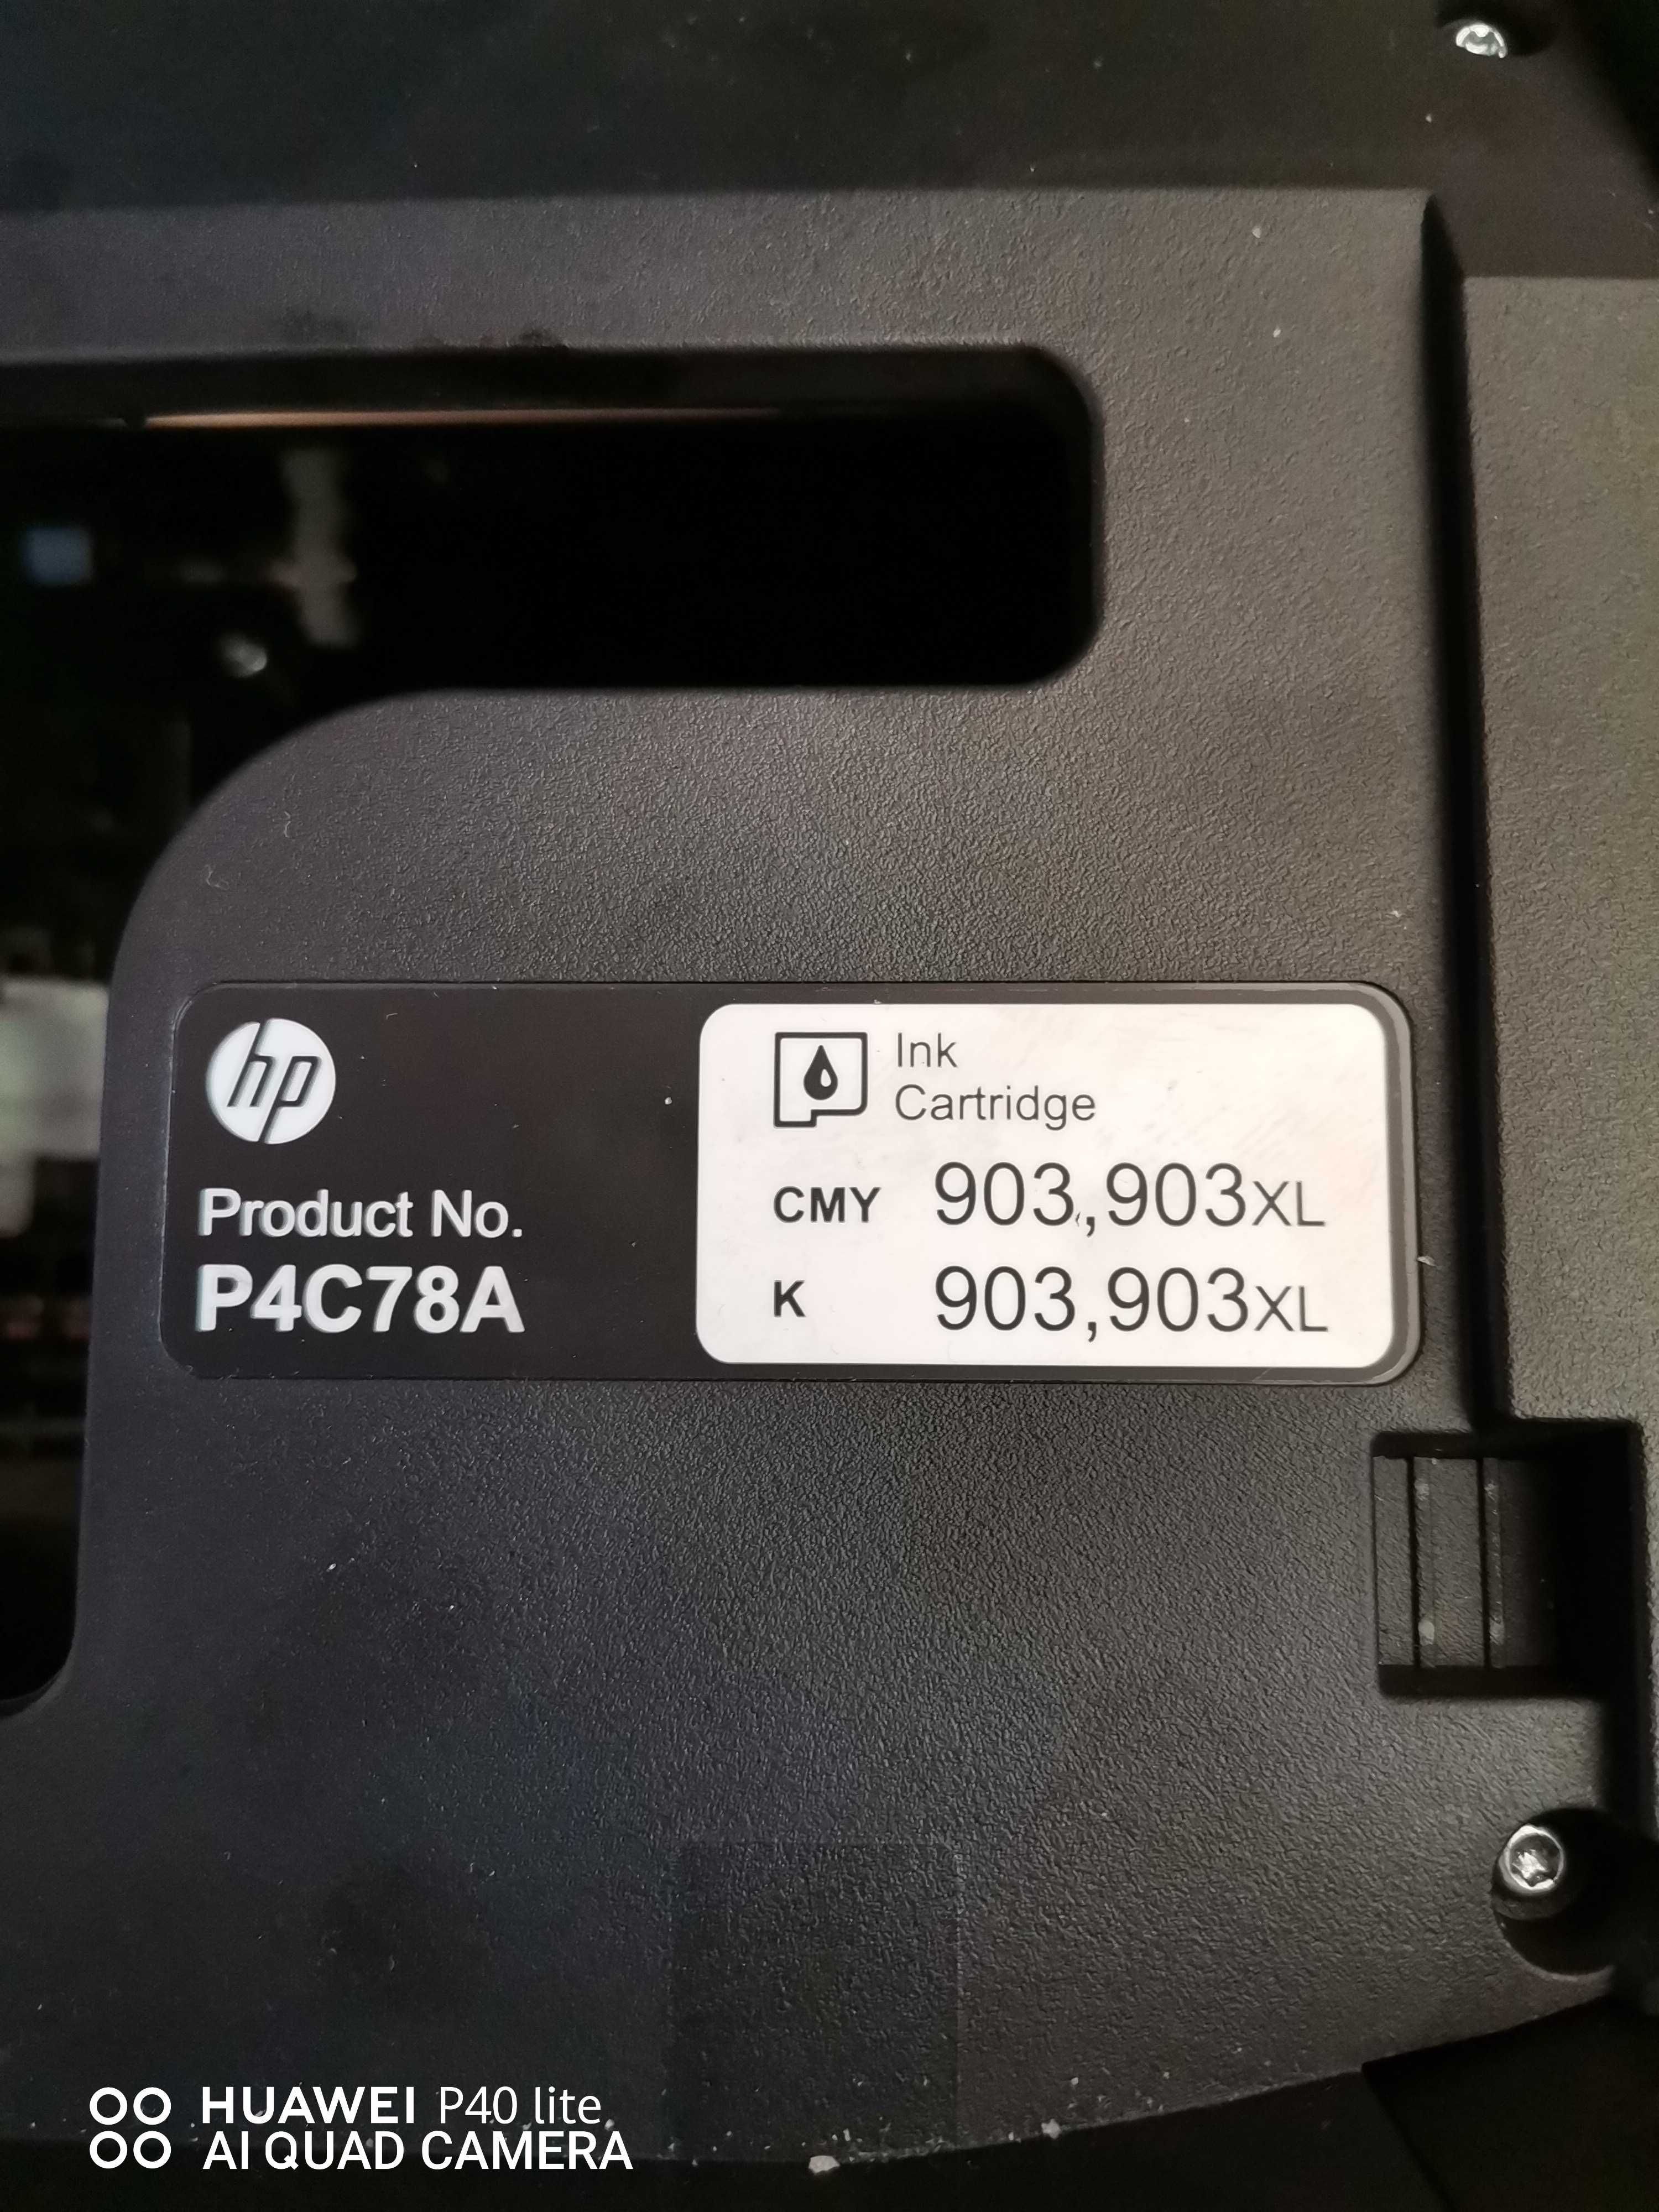 hp
Product No.
P4C78A
Ink
Cartridge
CMY 903,903XL
K 903,903XL
HUAWEI P40 lite
AI QUAD CAMERA